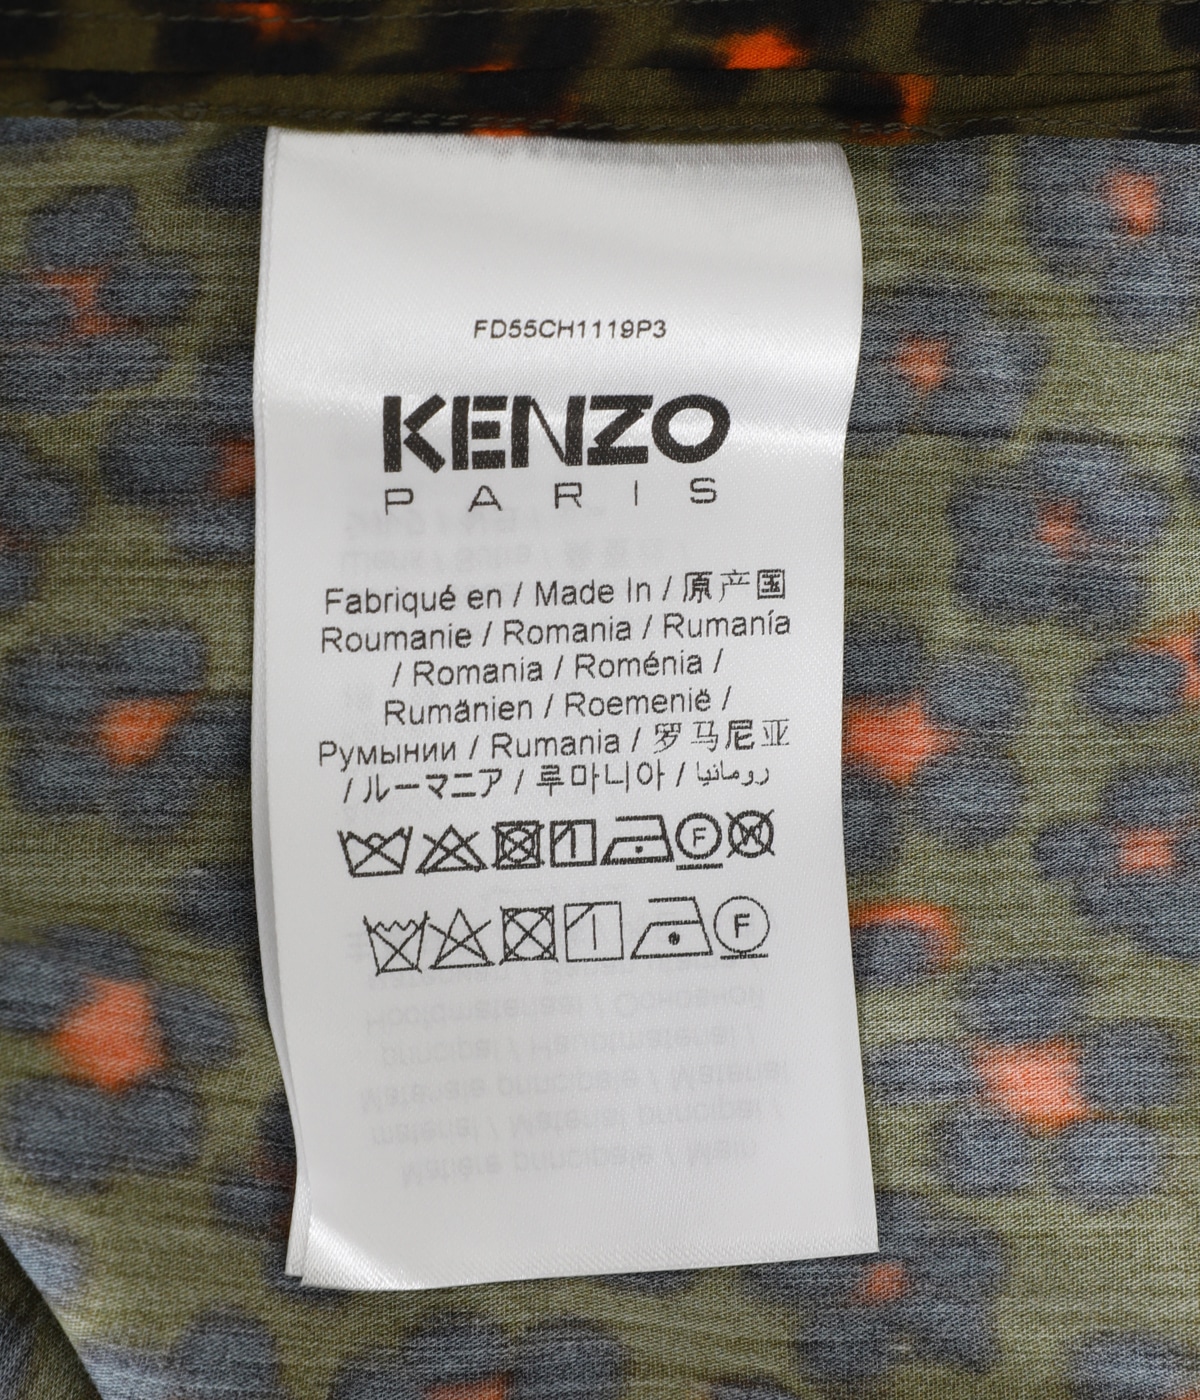 FD55CH1119P3
KENZO
PARIS
Fabriqué en / Made In / 原产国
Roumanie / Romania / Rumanía
/ Romania / Roménia /
Rumänien / Roemenië /
Румынии / Rumania / 罗马尼亚
/ ルーマニア / 루마니아 / رومانيا
F W
F